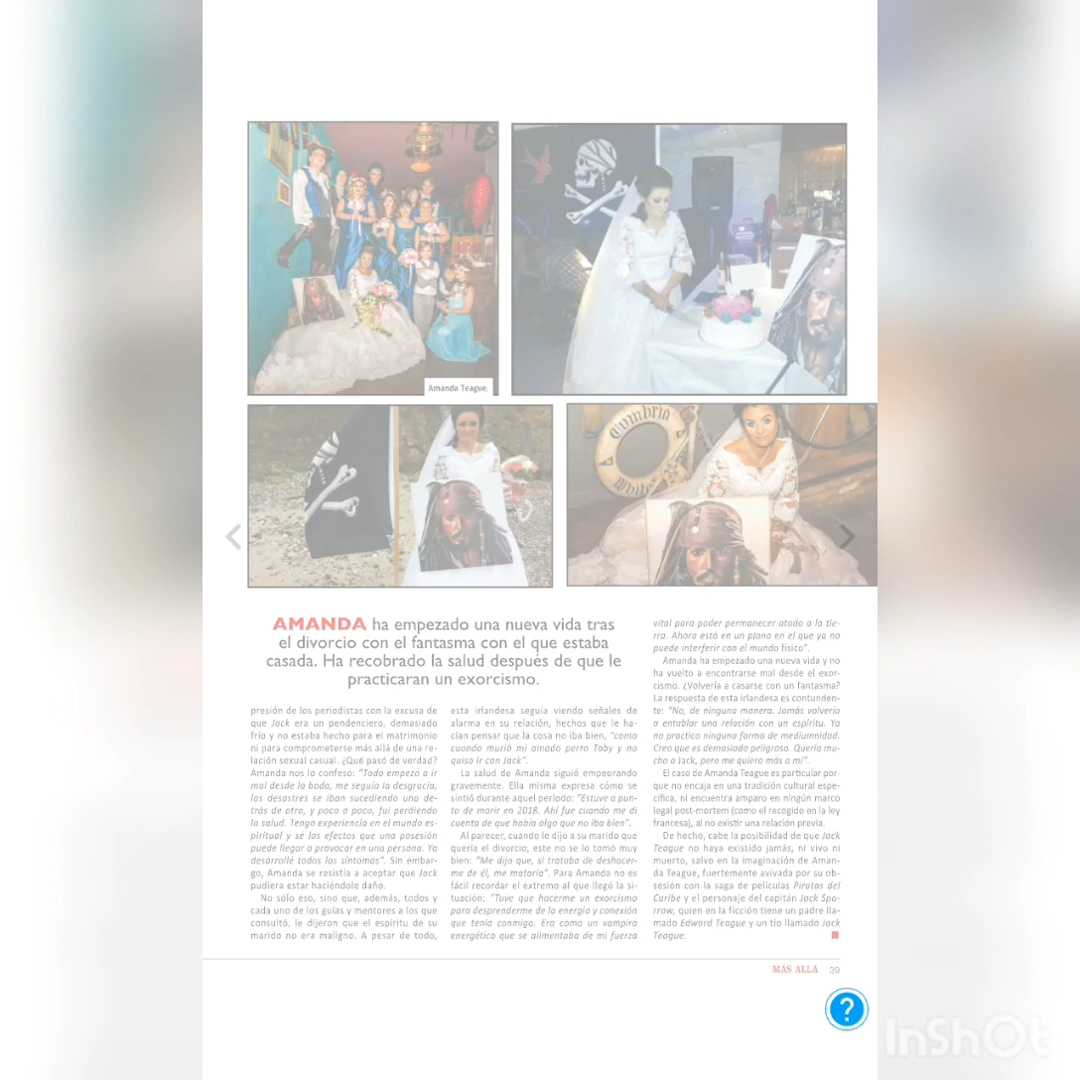 Cumbria
White
Amanda Teague.
AMANDA ha empezado una nueva vida tras
el divorcio con el fantasma con el que estaba
casada. Ha recobrado la salud después de que le
practicaran un exorcismo.
presión de los periodistas con la excusa de
que Jack era un pendenciero, demasiado
frío y no estaba hecho para el matrimonio
ni para comprometerse más allá de una re-
lación sexual casual. ¿Qué pasó de verdad?
Amanda nos lo confesó: "Todo empezó a ir
mal desde la boda, me seguía la desgracia,
los desastres se iban sucediendo uno de-
trás de otro, y poco a poco, fui perdiendo
la salud. Tengo experiencia en el mundo es-
piritual y sé los efectos que una posesión
puede llegar a provocar en una persona. Yo
desarrollé todos los síntomas". Sin embar-
go, Amanda se resistía a aceptar que Jack
pudiera estar haciéndole daño.
No sólo eso, sino que, además, todos y
cada uno de los guías y mentores a los que
consultó, le dijeron que el espíritu de su
marido no era maligno. A pesar de todo,
esta irlandesa seguía viendo señales de
alarma en su relación, hechos que le ha-
cían pensar que la cosa no iba bien, "como
cuando murió mi amado perro Toby y no
quiso ir con Jack".
La salud de Amanda siguió empeorando
gravemente. Ella misma expresa cómo se
sintió durante aquel periodo: "Estuve a pun-
to de morir en 2018. Ahí fue cuando me di
cuenta de que había algo que no iba bien".
Al parecer, cuando le dijo a su marido que
quería el divorcio, este no se lo tomó muy
bien: "Me dijo que, si trataba de deshacer-
me de él, me mataría". Para Amanda no es
fácil recordar el extremo al que llegó la si-
tuación: "Tuve que hacerme un exorcismo
para desprenderme de la energía y conexión
que tenía conmigo. Era como un vampiro
energético que se alimentaba de mi fuerza
vital para poder permanecer atado a la tie-
rra. Ahora está en un plano en el que ya no
puede interferir con el mundo físico".
Amanda ha empezado una nueva vida y no
ha vuelto a encontrarse mal desde el exor-
cismo. ¿Volvería a casarse con un fantasma?
La respuesta de esta irlandesa es contunden-
te: "No, de ninguna manera. Jamás volvería
a entablar una relación con un espíritu. Ya
no practico ninguna forma de mediumnidad.
Creo que es demasiado peligroso. Quería mu-
cho a Jack, pero me quiero más a mí".
El caso de Amanda Teague es particular por-
que no encaja en una tradición cultural espe-
cífica, ni encuentra amparo en ningún marco
legal post-mortem (como el recogido en la ley
francesa), al no existir una relación previa.
De hecho, cabe la posibilidad de que Jack
Teague no haya existido jamás, ni vivo ni
muerto, salvo en la imaginación de Aman-
da Teague, fuertemente avivada por su ob-
sesión con la saga de películas Piratas del
Caribe y el personaje del capitán Jack Spa-
rrow, quien en la ficción tiene un padre lla-
mado Edward Teague y un tío llamado Jack
Teague.
MÁS ALLÁ 39
?
InShOt